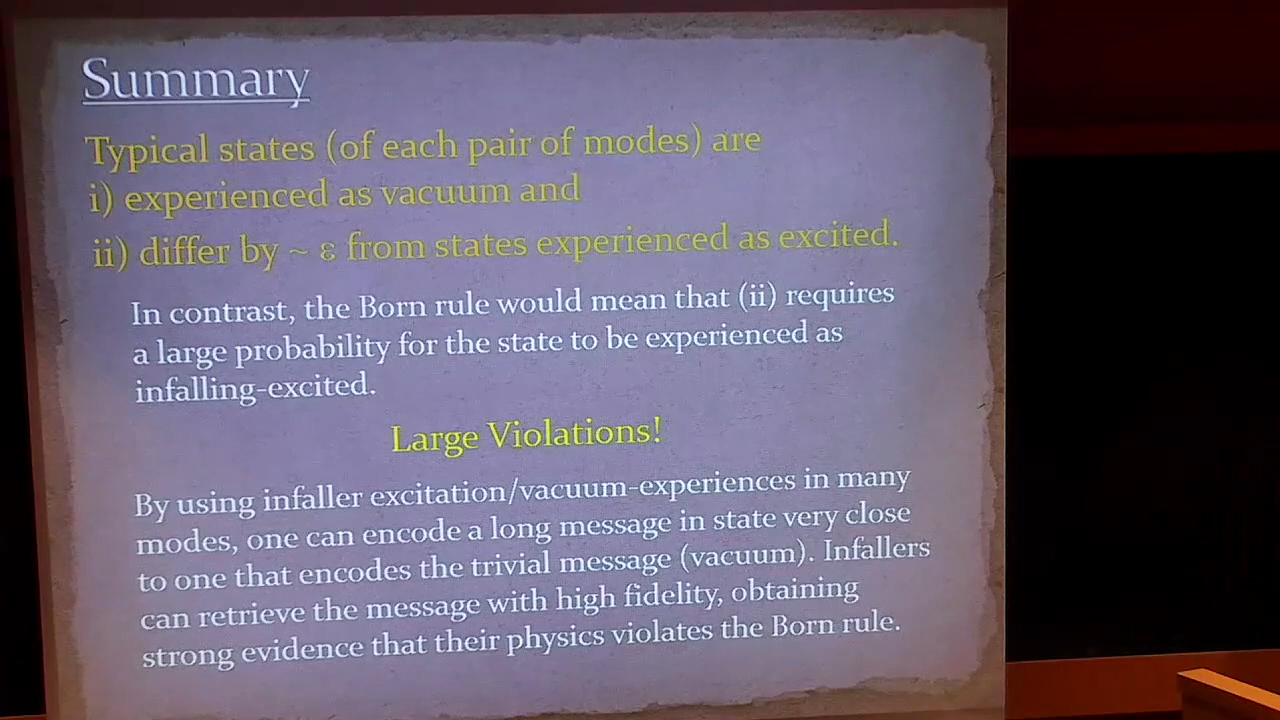 Summary
Typical states (of each pair of modes) are
i) experienced as vacuum and
ii) differ by ~ ε from states experienced as excited.
In contrast, the Born rule would mean that (ii) requires
a large probability for the state to be experienced as
infalling-excited.
Large Violations!
By using infaller excitation/vacuum-experiences in many
modes, one can encode a long message in state very close
to one that encodes the trivial message (vacuum). Infallers
can retrieve the message with high fidelity, obtaining
strong evidence that their physics violates the Born rule.